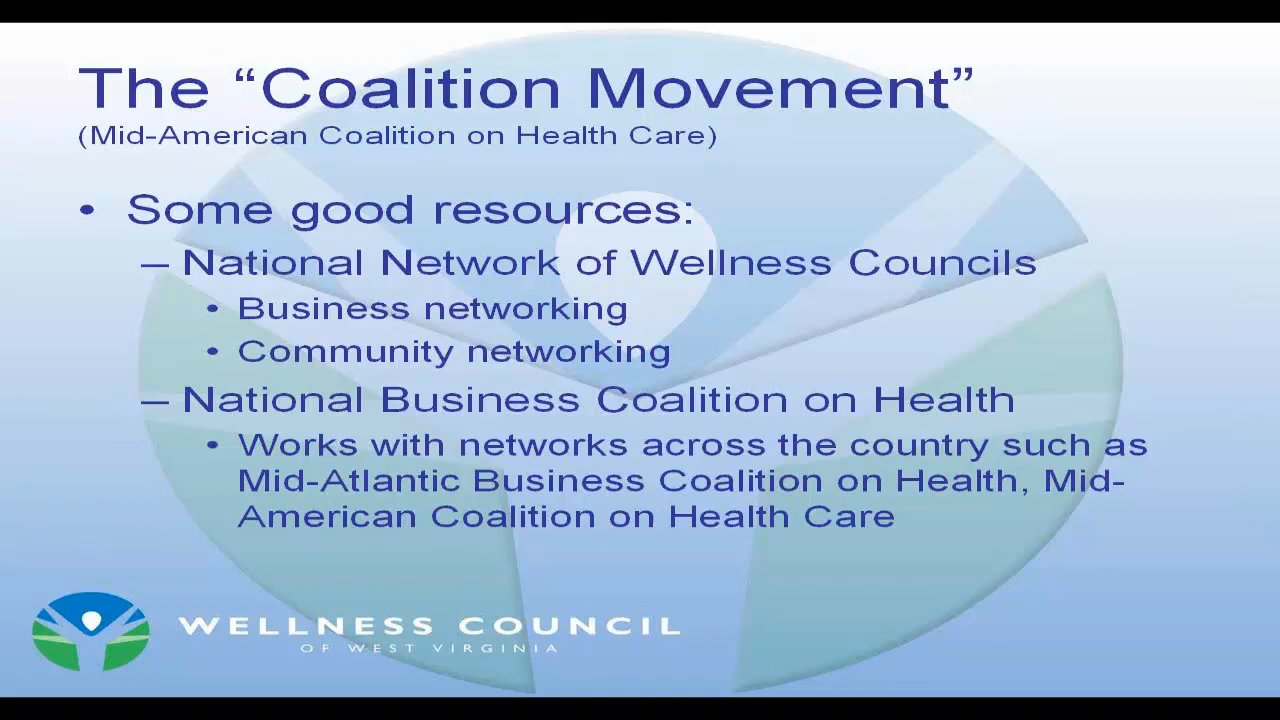 The “Coalition Movement”
(Mid-American Coalition on Health Care)
• Some good resources:
– National Network of Wellness Councils
• Business networking
• Community networking
– National Business Coalition on Health
• Works with networks across the country such as
Mid-Atlantic Business Coalition on Health, Mid-
American Coalition on Health Care
WELLNESS COUNCIL
OF WEST VIRGINIA